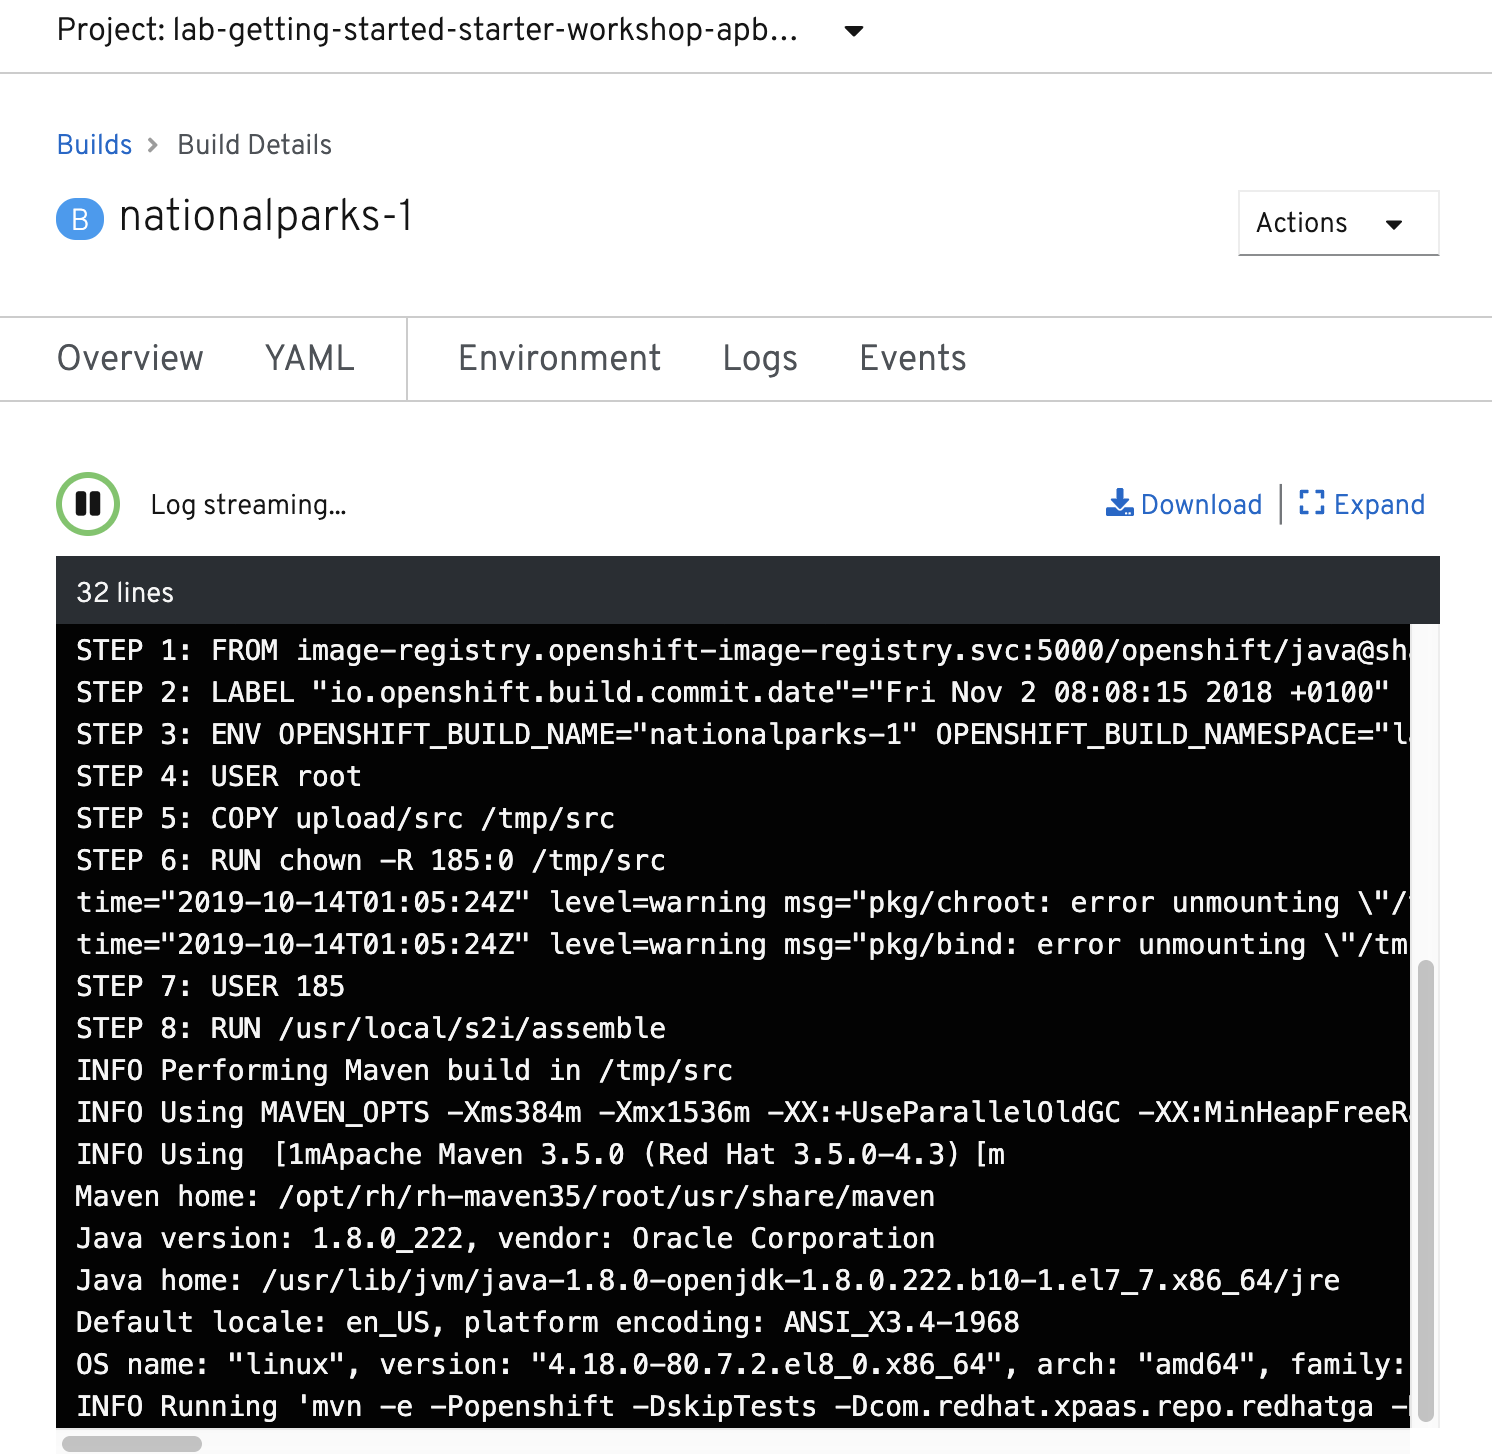 Project: lab-getting-started-starter-workshop-apb...
Builds > Build Details
B nationalparks-1
Actions
Overview YAML Environment Logs Events
Log streaming...
Download Expand
32 lines
STEP 1: FROM image-registry.openshift-image-registry.svc:5000/openshift/java@sh
STEP 2: LABEL "io.openshift.build.commit.date"="Fri Nov 2 08:08:15 2018 +0100"
STEP 3: ENV OPENSHIFT_BUILD_NAME="nationalparks-1" OPENSHIFT_BUILD_NAMESPACE="l
STEP 4: USER root
STEP 5: COPY upload/src /tmp/src
STEP 6: RUN chown -R 185:0 /tmp/src
time="2019-10-14T01:05:24Z" level=warning msg="pkg/chroot: error unmounting \"/
time="2019-10-14T01:05:24Z" level=warning msg="pkg/bind: error unmounting \"/tm
STEP 7: USER 185
STEP 8: RUN /usr/local/s2i/assemble
INFO Performing Maven build in /tmp/src
INFO Using MAVEN_OPTS -Xms384m -Xmx1536m -XX:+UseParallelOldGC -XX:MinHeapFreeR
INFO Using  [1mApache Maven 3.5.0 (Red Hat 3.5.0-4.3) [m
Maven home: /opt/rh/rh-maven35/root/usr/share/maven
Java version: 1.8.0_222, vendor: Oracle Corporation
Java home: /usr/lib/jvm/java-1.8.0-openjdk-1.8.0.222.b10-1.el7_7.x86_64/jre
Default locale: en_US, platform encoding: ANSI_X3.4-1968
OS name: "linux", version: "4.18.0-80.7.2.el8_0.x86_64", arch: "amd64", family:
INFO Running 'mvn -e -Popenshift -DskipTests -Dcom.redhat.xpaas.repo.redhatga -